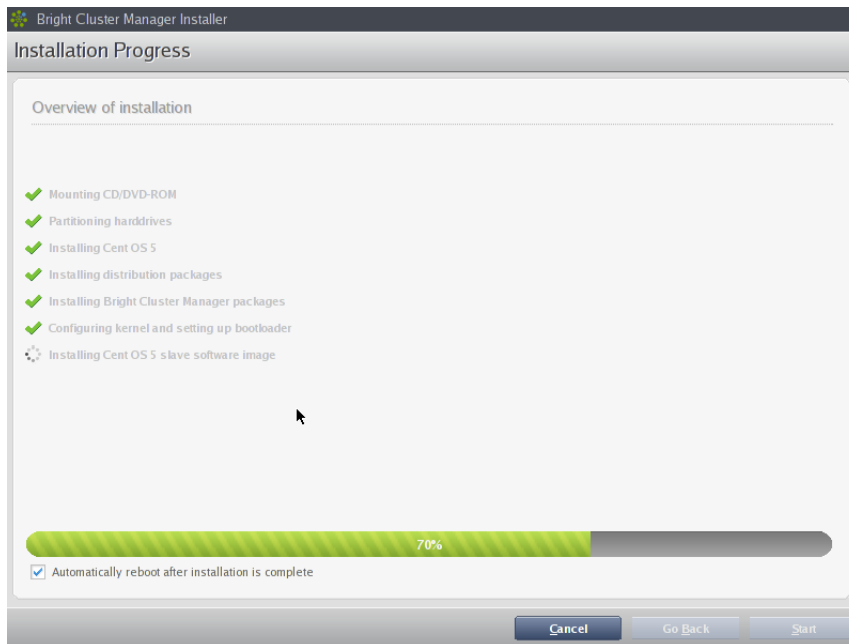 Bright Cluster Manager Installer
Installation Progress
Overview of installation
Mounting CD/DVD-ROM
Partitioning harddrives
Installing Cent OS 5
Installing distribution packages
Installing Bright Cluster Manager packages
Configuring kernel and setting up bootloader
Installing Cent OS 5 slave software image
70%
Automatically reboot after installation is complete
Cancel Go Back Start